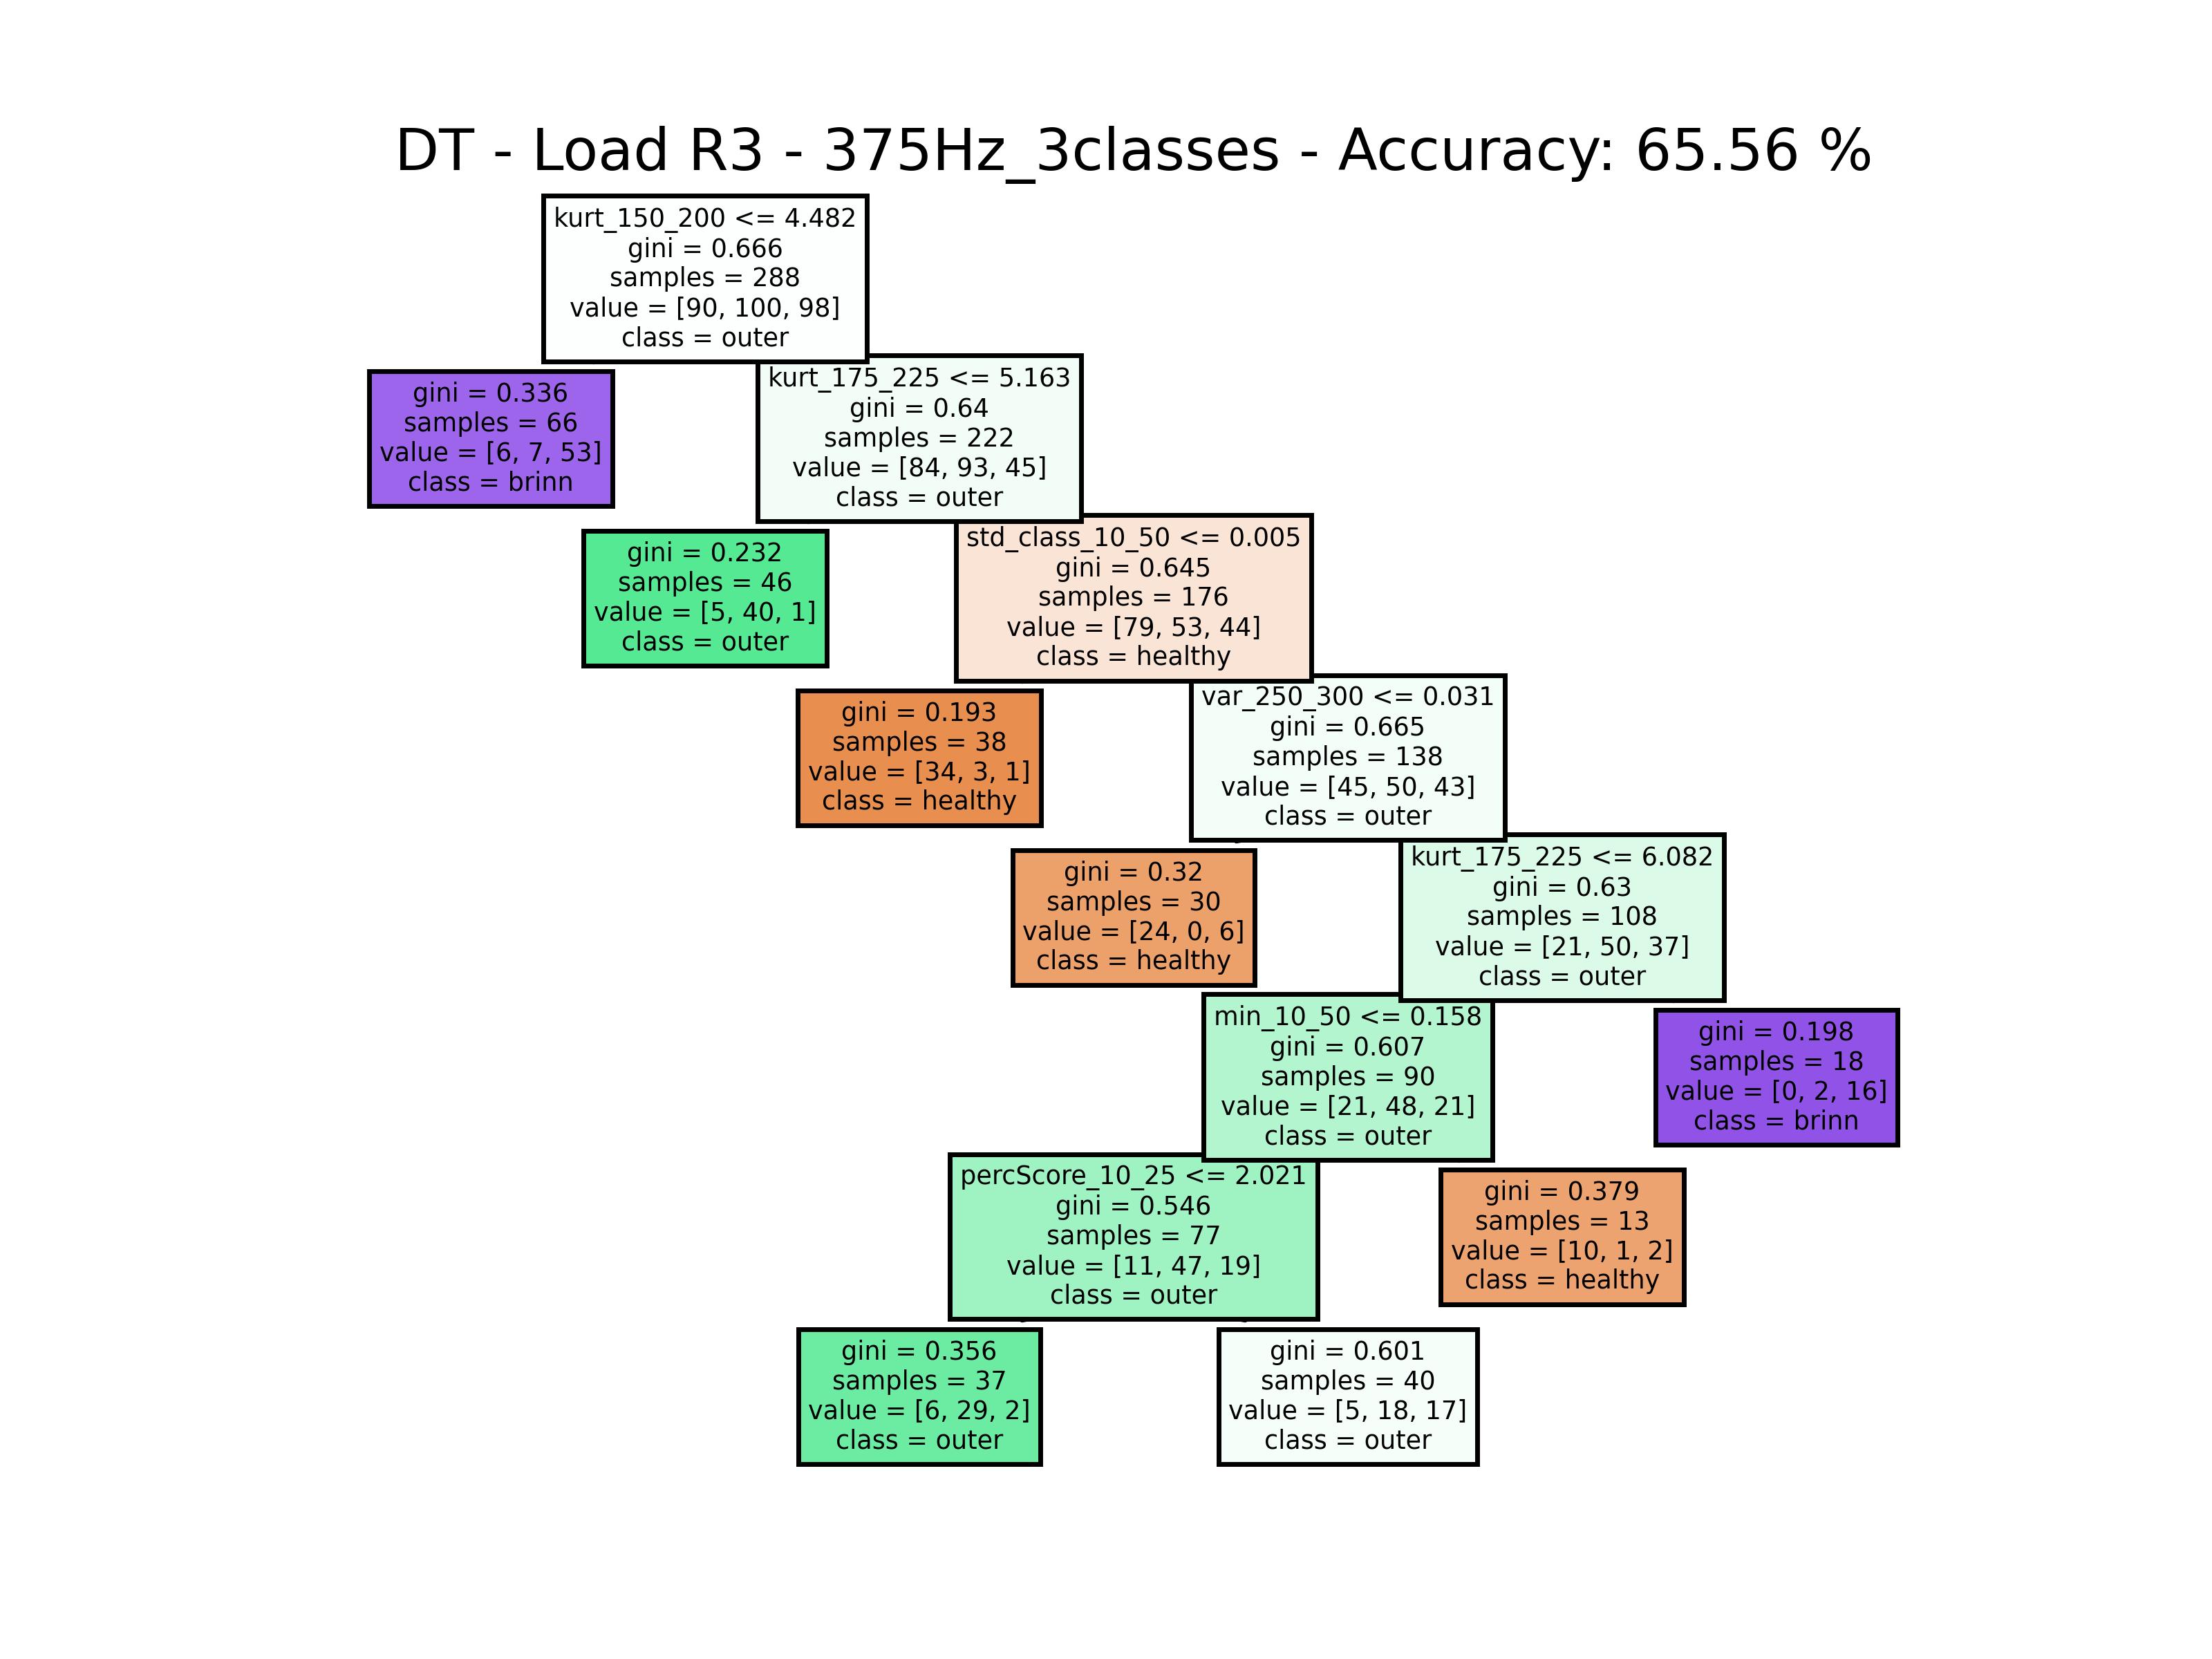 DT - Load R3 - 375Hz_3classes - Accuracy: 65.56 %
kurt_150_200 <= 4.482
gini = 0.666
samples = 288
value = [90, 100, 98]
class = outer
gini = 0.336
samples = 66
value = [6, 7, 53]
class = brinn
kurt_175_225 <= 5.163
gini = 0.64
samples = 222
value = [84, 93, 45]
class = outer
gini = 0.232
samples = 46
value = [5, 40, 1]
class = outer
std_class_10_50 <= 0.005
gini = 0.645
samples = 176
value = [79, 53, 44]
class = healthy
gini = 0.193
samples = 38
value = [34, 3, 1]
class = healthy
var_250_300 <= 0.031
gini = 0.665
samples = 138
value = [45, 50, 43]
class = outer
gini = 0.32
samples = 30
value = [24, 0, 6]
class = healthy
kurt_175_225 <= 6.082
gini = 0.63
samples = 108
value = [21, 50, 37]
class = outer
min_10_50 <= 0.158
gini = 0.607
samples = 90
value = [21, 48, 21]
class = outer
gini = 0.198
samples = 18
value = [0, 2, 16]
class = brinn
percScore_10_25 <= 2.021
gini = 0.546
samples = 77
value = [11, 47, 19]
class = outer
gini = 0.379
samples = 13
value = [10, 1, 2]
class = healthy
gini = 0.356
samples = 37
value = [6, 29, 2]
class = outer
gini = 0.601
samples = 40
value = [5, 18, 17]
class = outer